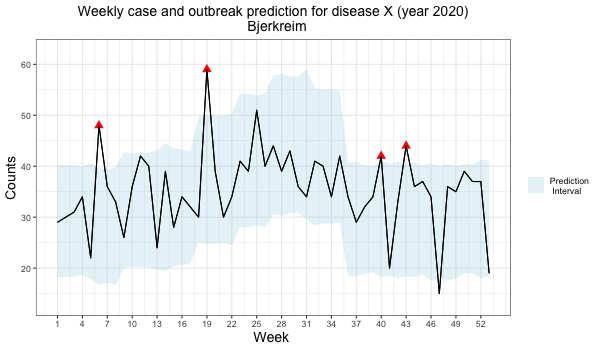 Weekly case and outbreak prediction for disease X (year 2020)
Bjerkreim
Counts
60
50
40
30
20
1 4 7 10 13 16 19 22 25 28 31 34 37 40 43 46 49 52
Week
Prediction
Interval